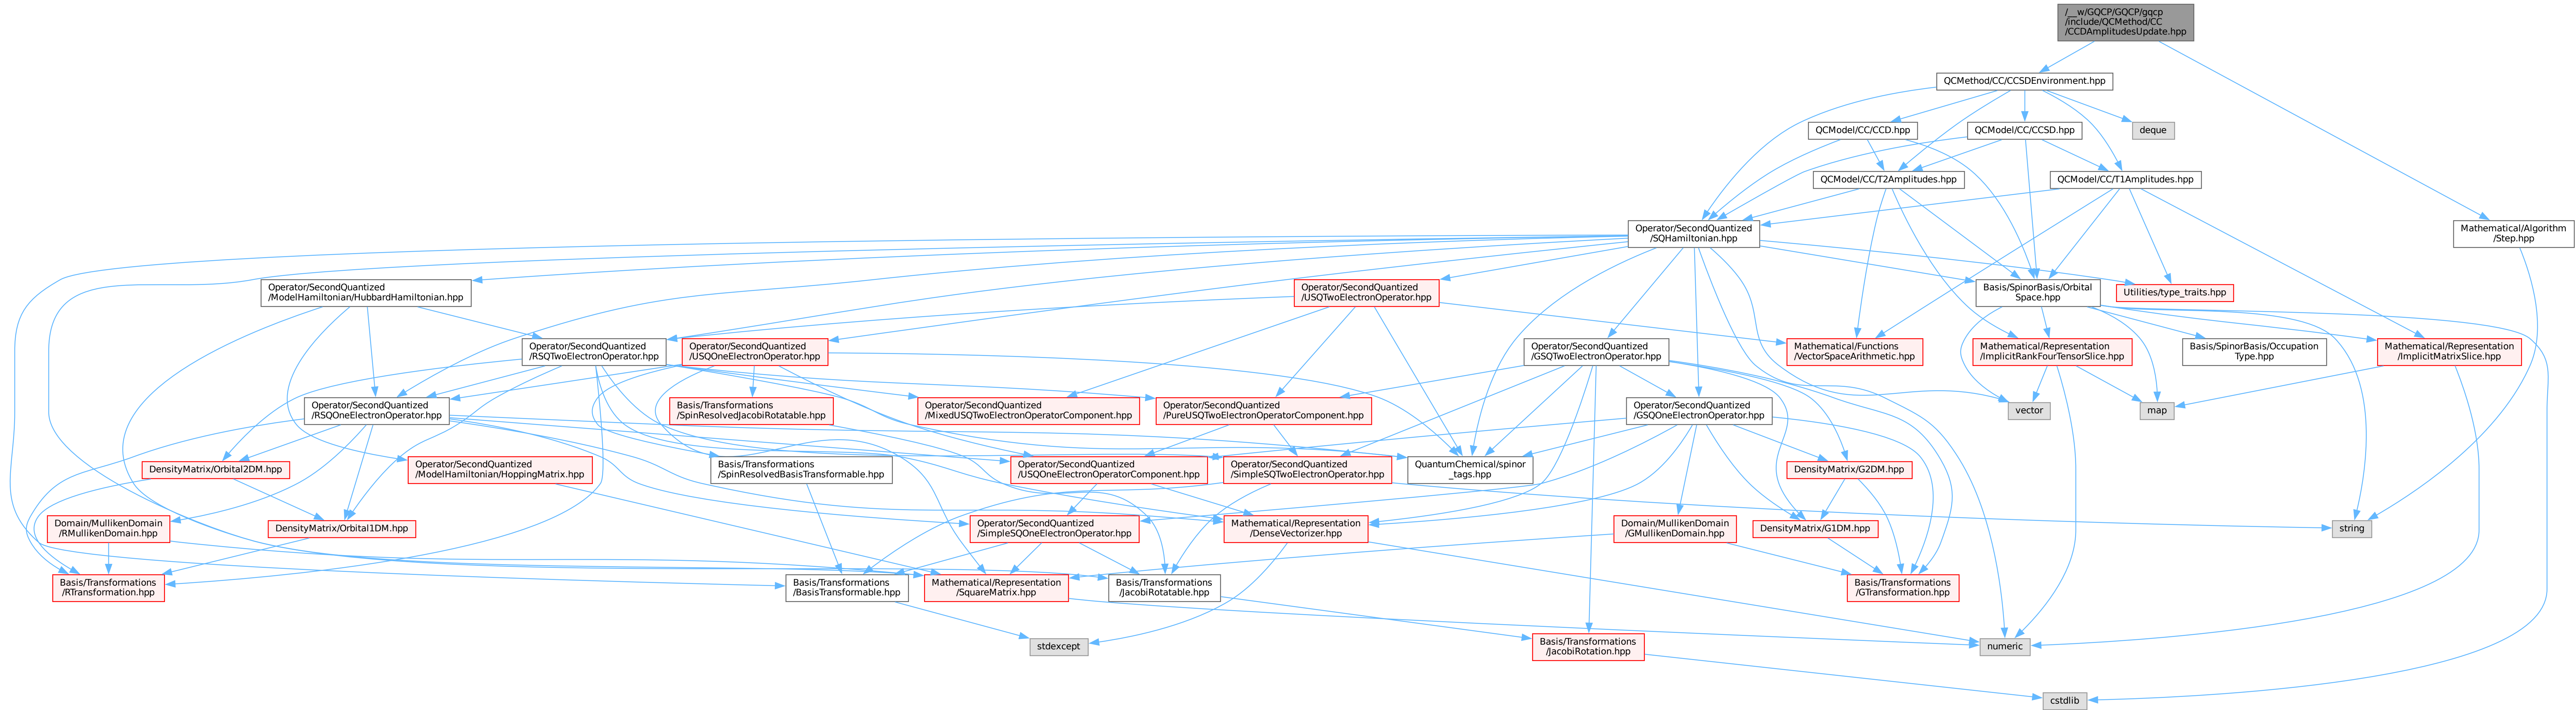 /__w/GQCP/GQCP/gqcp
/include/QCMethod/CC
/CCDAmplitudesUpdate.hpp
QCMethod/CC/CCSDEnvironment.hpp
QCModel/CC/CCD.hpp
QCModel/CC/CCSD.hpp
deque
QCModel/CC/T2Amplitudes.hpp
QCModel/CC/T1Amplitudes.hpp
Operator/SecondQuantized
/SQHamiltonian.hpp
Mathematical/Algorithm
/Step.hpp
Operator/SecondQuantized
/ModelHamiltonian/HubbardHamiltonian.hpp
Operator/SecondQuantized
/USQTwoElectronOperator.hpp
Basis/SpinorBasis/Orbital
Space.hpp
Utilities/type_traits.hpp
Operator/SecondQuantized
/RSQTwoElectronOperator.hpp
Operator/SecondQuantized
/USQOneElectronOperator.hpp
Operator/SecondQuantized
/GSQTwoElectronOperator.hpp
Mathematical/Functions
/VectorSpaceArithmetic.hpp
Mathematical/Representation
/ImplicitRankFourTensorSlice.hpp
Basis/SpinorBasis/Occupation
Type.hpp
Mathematical/Representation
/ImplicitMatrixSlice.hpp
Operator/SecondQuantized
/RSQOneElectronOperator.hpp
Basis/Transformations
/SpinResolvedJacobiRotatable.hpp
Operator/SecondQuantized
/MixedUSQTwoElectronOperatorComponent.hpp
Operator/SecondQuantized
/PureUSQTwoElectronOperatorComponent.hpp
Operator/SecondQuantized
/GSQOneElectronOperator.hpp
vector
map
DensityMatrix/Orbital2DM.hpp
Operator/SecondQuantized
/ModelHamiltonian/HoppingMatrix.hpp
Basis/Transformations
/SpinResolvedBasisTransformable.hpp
Operator/SecondQuantized
/USQOneElectronOperatorComponent.hpp
Operator/SecondQuantized
/SimpleSQTwoElectronOperator.hpp
QuantumChemical/spinor
_tags.hpp
DensityMatrix/G2DM.hpp
Domain/MullikenDomain
/RMullikenDomain.hpp
DensityMatrix/Orbital1DM.hpp
Operator/SecondQuantized
/SimpleSQOneElectronOperator.hpp
Mathematical/Representation
/DenseVectorizer.hpp
Domain/MullikenDomain
/GMullikenDomain.hpp
DensityMatrix/G1DM.hpp
string
Basis/Transformations
/RTransformation.hpp
Basis/Transformations
/BasisTransformable.hpp
Mathematical/Representation
/SquareMatrix.hpp
Basis/Transformations
/JacobiRotatable.hpp
Basis/Transformations
/GTransformation.hpp
stdexcept
Basis/Transformations
/JacobiRotation.hpp
numeric
cstdlib